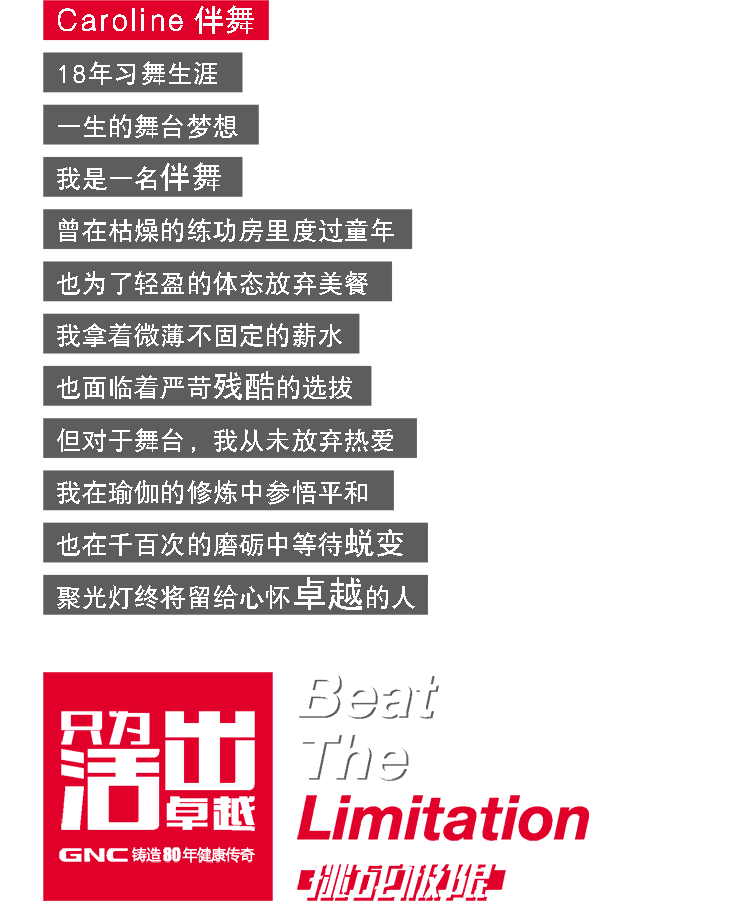 Caroline 伴舞
18年习舞生涯
一生的舞台梦想
我是一名伴舞
曾在枯燥的练功房里度过童年
也为了轻盈的体态放弃美餐
我拿着微薄不固定的薪水
也面临着严苛残酷的选拔
但对于舞台，我从未放弃热爱
我在瑜伽的修炼中参悟平和
也在千百次的磨砺中等待蜕变
聚光灯终将留给心怀卓越的人
只为
活出
卓越
GNC 铸造80年健康传奇
Beat
The
Limitation
挑战极限